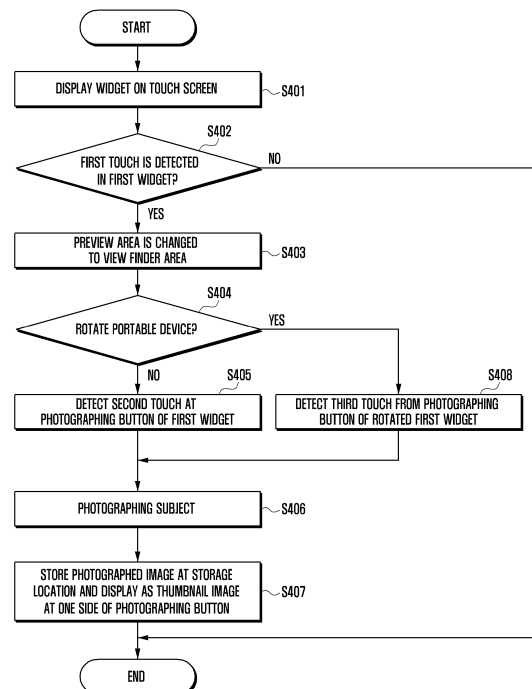 START
DISPLAY WIDGET ON TOUCH SCREEN
S401
S402
FIRST TOUCH IS DETECTED
IN FIRST WIDGET?
NO
YES
PREVIEW AREA IS CHANGED
TO VIEW FINDER AREA
S403
S404
ROTATE PORTABLE DEVICE?
YES
NO
S405
DETECT SECOND TOUCH AT
PHOTOGRAPHING BUTTON OF FIRST WIDGET
S408
DETECT THIRD TOUCH FROM PHOTOGRAPHING
BUTTON OF ROTATED FIRST WIDGET
PHOTOGRAPHING SUBJECT
S406
STORE PHOTOGRAPHED IMAGE AT STORAGE
LOCATION AND DISPLAY AS THUMBNAIL IMAGE
AT ONE SIDE OF PHOTOGRAPHING BUTTON
S407
END